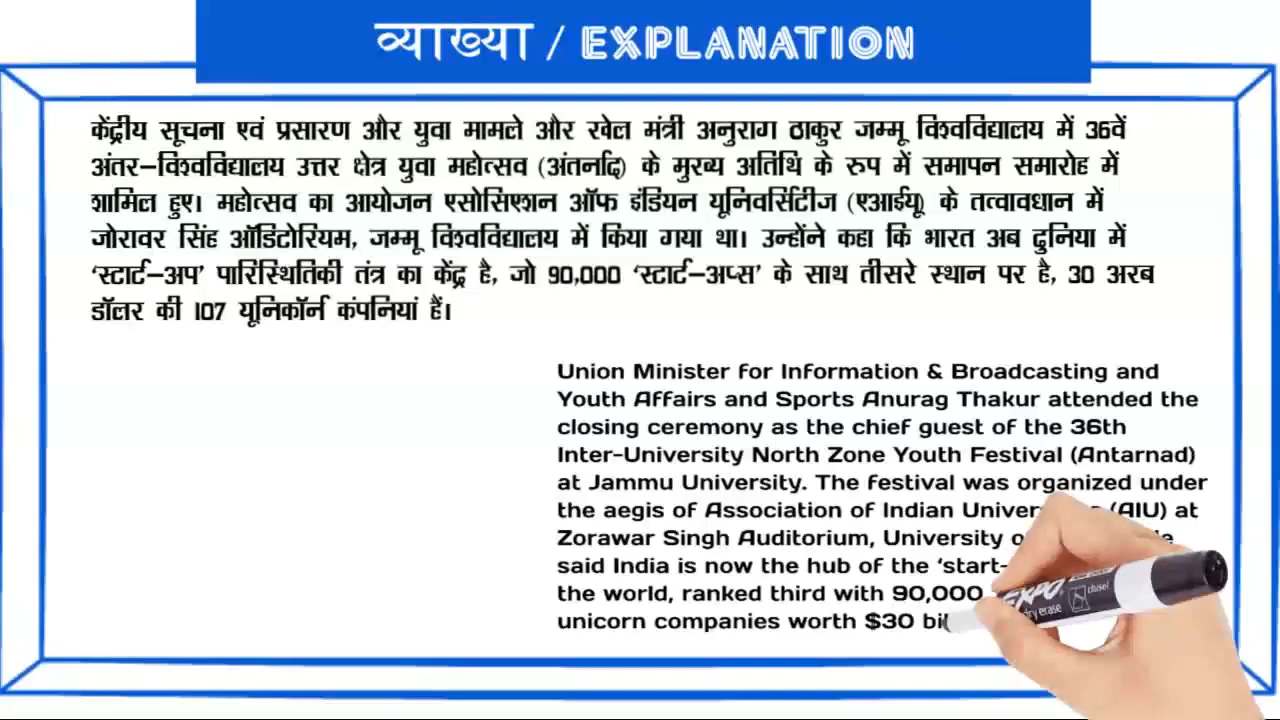 व्याख्या / EXPLANATION
केंद्रीय सूचना एवं प्रसारण और युवा मामले और खेल मंत्री अनुराग ठाकुर जम्मू विश्वविद्यालय में 36वें
अंतर-विश्वविद्यालय उत्तर क्षेत्र युवा महोत्सव (अंतर्नाद) के मुख्य अतिथि के रुप में समापन समारोह में
शामिल हुए। महोत्सव का आयोजन एसोसिएशन ऑफ इंडियन यूनिवर्सिटीज (एआईयू) के तत्वावधान में
जोरावर सिंह ऑडिटोरियम, जम्मू विश्वविद्यालय में किया गया था। उन्होंने कहा कि भारत अब दुनिया में
‘स्टार्ट-अप’ पारिस्थितिकी तंत्र का केंद्र है, जो 90,000 ‘स्टार्ट-अप्स’ के साथ तीसरे स्थान पर है, 30 अरब
डॉलर की 107 यूनिकॉर्न कंपनियां हैं।
Union Minister for Information & Broadcasting and
Youth Affairs and Sports Anurag Thakur attended the
closing ceremony as the chief guest of the 36th
Inter-University North Zone Youth Festival (Antarnad)
at Jammu University. The festival was organized under
the aegis of Association of Indian (AIU) at
Zorawar Singh Auditorium, University
said India is now the hub of the ‘start-
the world, ranked third with 90,000
unicorn companies worth $30
EXPO
dry erase
chisel